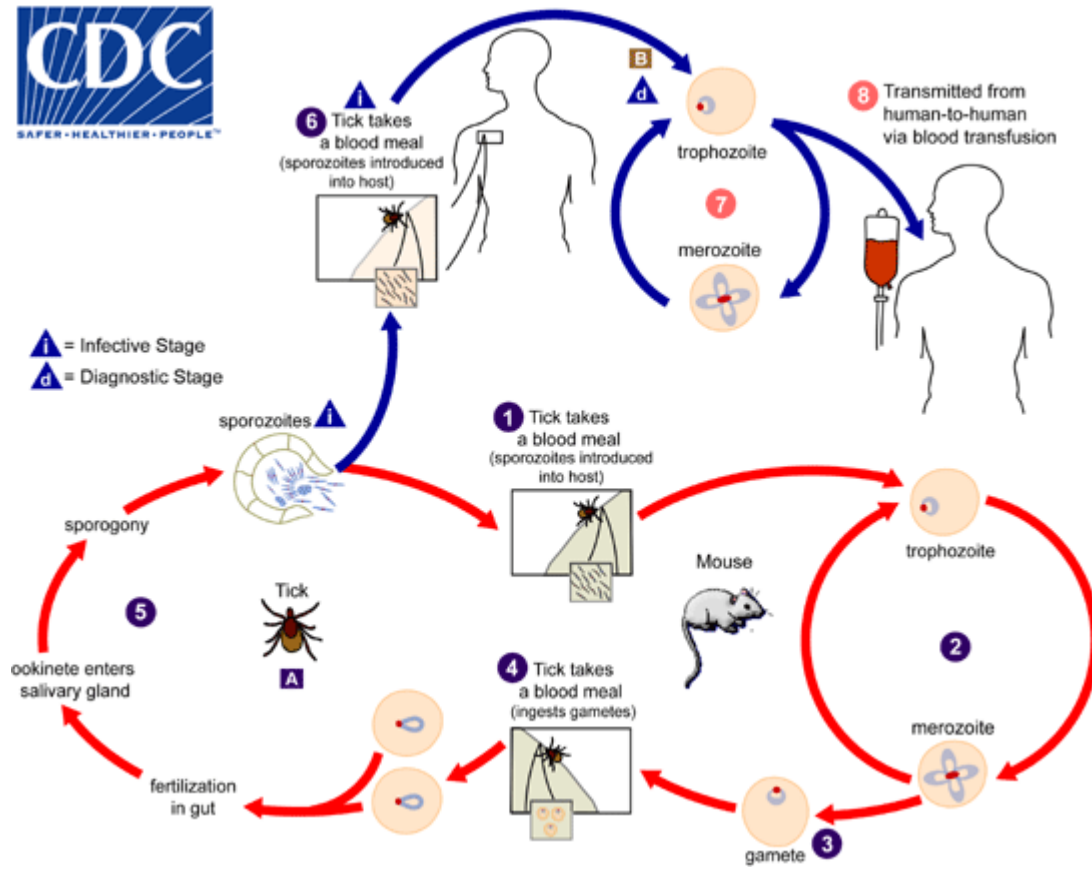 CDC
SAFER•HEALTHIER•PEOPLE™
i = Infective Stage
d = Diagnostic Stage
i
6 Tick takes
a blood meal
(sporozoites introduced
into host)
B
d
trophozoite
7
merozoite
8 Transmitted from
human-to-human
via blood transfusion
sporozoites i
1 Tick takes
a blood meal
(sporozoites introduced
into host)
trophozoite
Mouse
2
merozoite
3
gamete
4 Tick takes
a blood meal
(ingests gametes)
fertilization
in gut
ookinete enters
salivary gland
5
sporogony
Tick
A